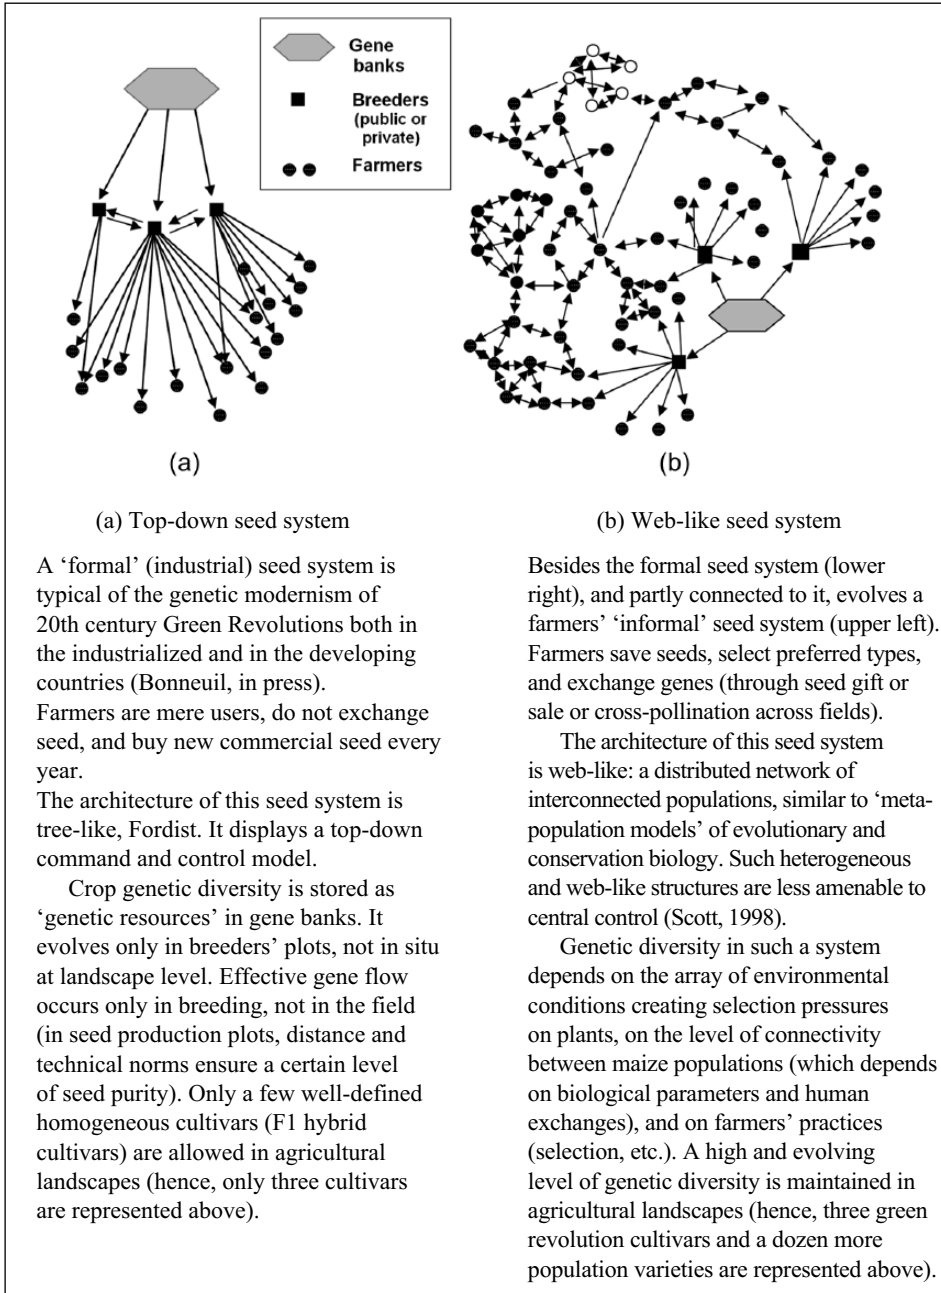 Gene
banks
Breeders
(public or
private)
Farmers
(a)
(b)
(a) Top-down seed system
A ‘formal’ (industrial) seed system is
typical of the genetic modernism of
20th century Green Revolutions both in
the industrialized and in the developing
countries (Bonneuil, in press).
Farmers are mere users, do not exchange
seed, and buy new commercial seed every
year.
The architecture of this seed system is
tree-like, Fordist. It displays a top-down
command and control model.
Crop genetic diversity is stored as
‘genetic resources’ in gene banks. It
evolves only in breeders’ plots, not in situ
at landscape level. Effective gene flow
occurs only in breeding, not in the field
(in seed production plots, distance and
technical norms ensure a certain level
of seed purity). Only a few well-defined
homogeneous cultivars (F1 hybrid
cultivars) are allowed in agricultural
landscapes (hence, only three cultivars
are represented above).
(b) Web-like seed system
Besides the formal seed system (lower
right), and partly connected to it, evolves a
farmers’ ‘informal’ seed system (upper left).
Farmers save seeds, select preferred types,
and exchange genes (through seed gift or
sale or cross-pollination across fields).
The architecture of this seed system
is web-like: a distributed network of
interconnected populations, similar to ‘meta-
population models’ of evolutionary and
conservation biology. Such heterogeneous
and web-like structures are less amenable to
central control (Scott, 1998).
Genetic diversity in such a system
depends on the array of environmental
conditions creating selection pressures
on plants, on the level of connectivity
between maize populations (which depends
on biological parameters and human
exchanges), and on farmers’ practices
(selection, etc.). A high and evolving
level of genetic diversity is maintained in
agricultural landscapes (hence, three green
revolution cultivars and a dozen more
population varieties are represented above).